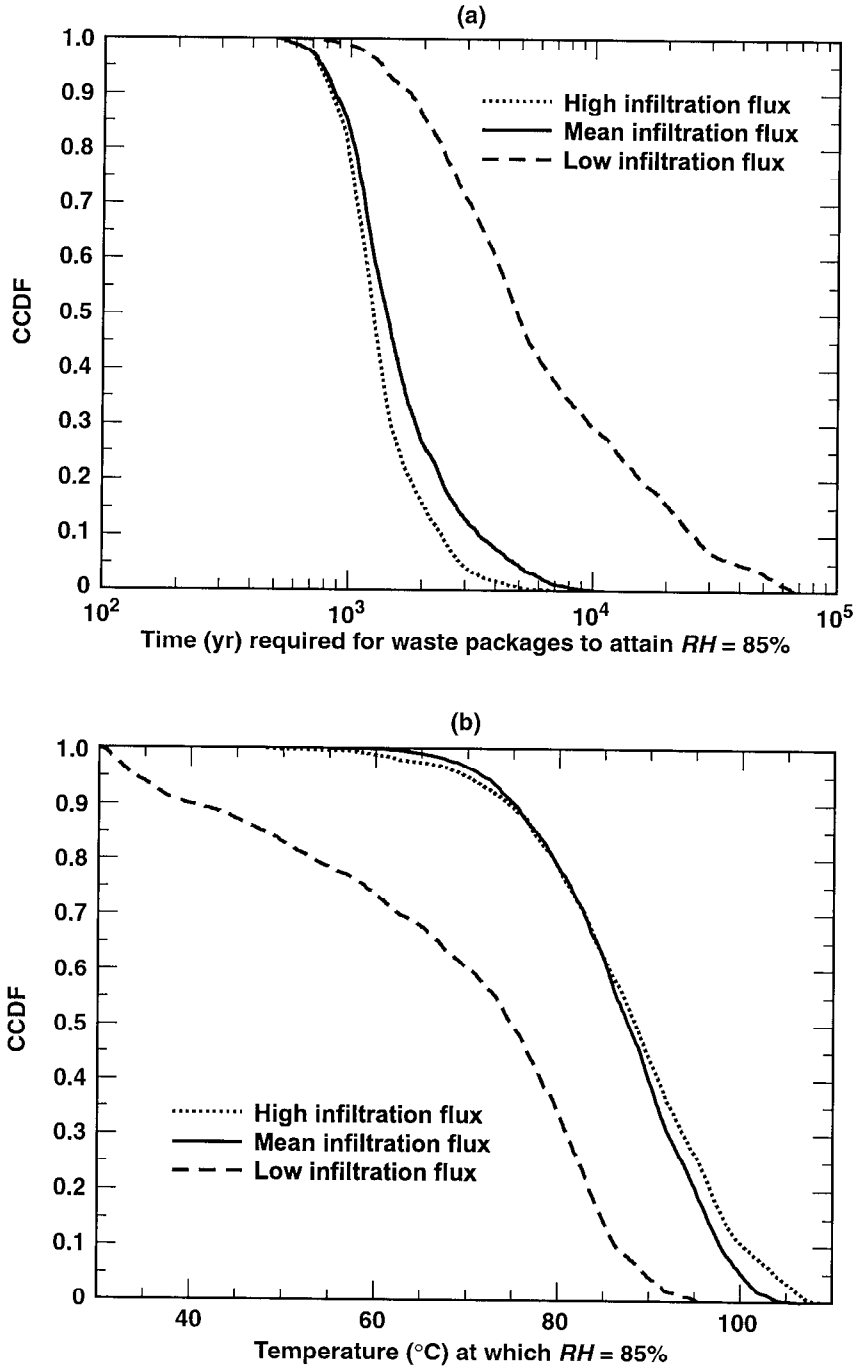 (a)
1.0
0.9
0.8
0.7
0.6
0.5
0.4
0.3
0.2
0.1
0
CCDF
High infiltration flux
Mean infiltration flux
Low infiltration flux
10²
10³
10⁴
10⁵
Time (yr) required for waste packages to attain RH = 85%
(b)
1.0
0.9
0.8
0.7
0.6
0.5
0.4
0.3
0.2
0.1
0
CCDF
High infiltration flux
Mean infiltration flux
Low infiltration flux
40
60
80
100
Temperature (°C) at which RH = 85%